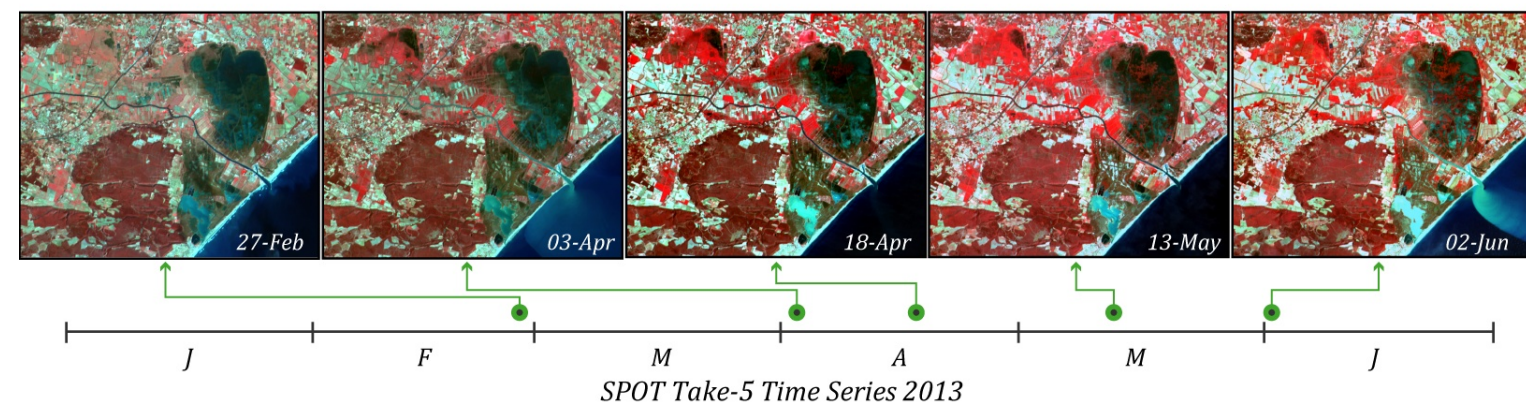 27-Feb
03-Apr
18-Apr
13-May
02-Jun
J F M A M J
SPOT Take-5 Time Series 2013